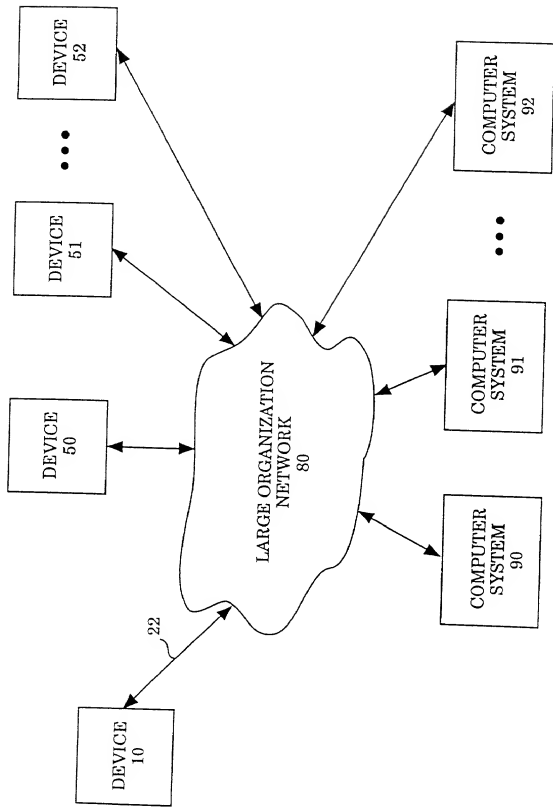 DEVICE
10
22
DEVICE
50
DEVICE
51
DEVICE
52
LARGE ORGANIZATION
NETWORK
80
COMPUTER
SYSTEM
90
COMPUTER
SYSTEM
91
COMPUTER
SYSTEM
92